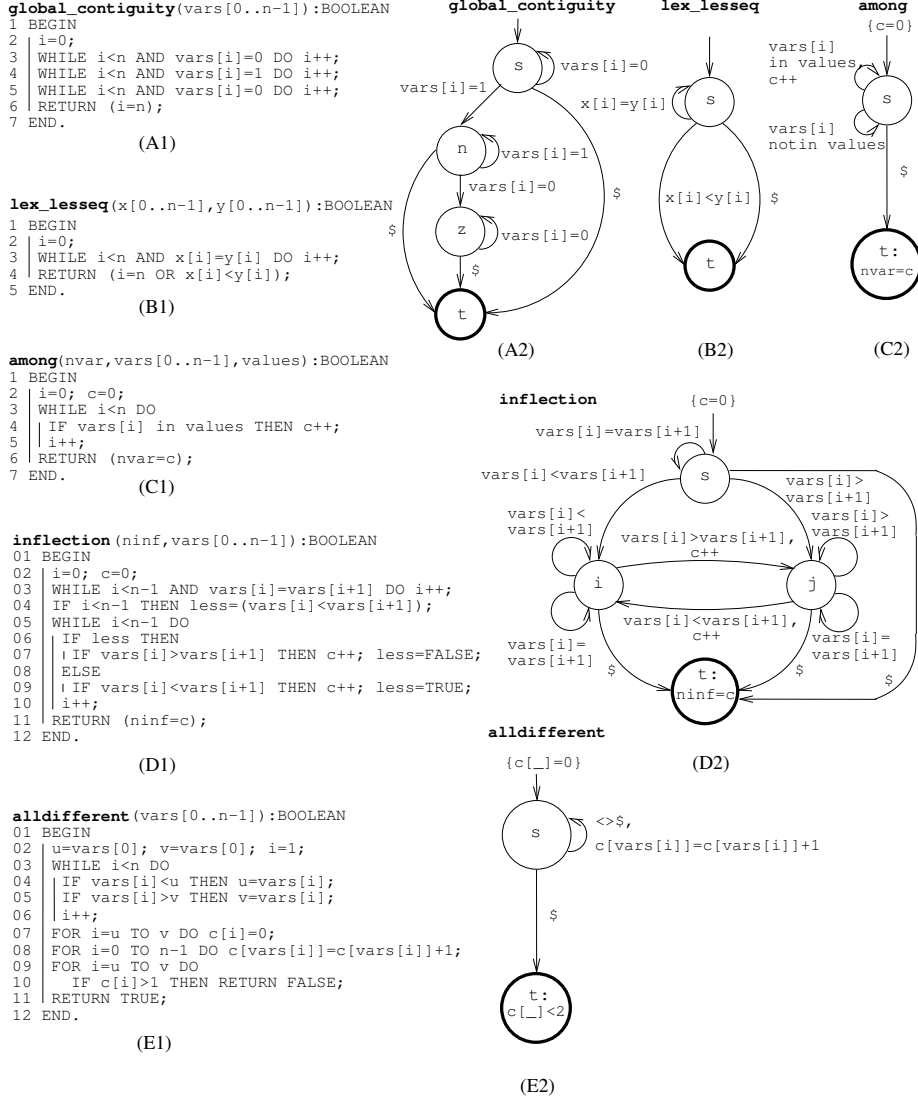 global_contiguity(vars[0..n-1]):BOOLEAN
1 BEGIN
2 i=0;
3 WHILE i<n AND vars[i]=0 DO i++;
4 WHILE i<n AND vars[i]=1 DO i++;
5 WHILE i<n AND vars[i]=0 DO i++;
6 RETURN (i=n);
7 END.
(A1)
lex_lesseq(x[0..n-1],y[0..n-1]):BOOLEAN
1 BEGIN
2 i=0;
3 WHILE i<n AND x[i]=y[i] DO i++;
4 RETURN (i=n OR x[i]<y[i]);
5 END.
(B1)
among(nvar,vars[0..n-1],values):BOOLEAN
1 BEGIN
2 i=0; c=0;
3 WHILE i<n DO
4 IF vars[i] in values THEN c++;
5 i++;
6 RETURN (nvar=c);
7 END.
(C1)
inflection(ninf,vars[0..n-1]):BOOLEAN
01 BEGIN
02 i=0; c=0;
03 WHILE i<n-1 AND vars[i]=vars[i+1] DO i++;
04 IF i<n-1 THEN less=(vars[i]<vars[i+1]);
05 WHILE i<n-1 DO
06 IF less THEN
07 IF vars[i]>vars[i+1] THEN c++; less=FALSE;
08 ELSE
09 IF vars[i]<vars[i+1] THEN c++; less=TRUE;
10 i++;
11 RETURN (ninf=c);
12 END.
(D1)
alldifferent(vars[0..n-1]):BOOLEAN
01 BEGIN
02 u=vars[0]; v=vars[0]; i=1;
03 WHILE i<n DO
04 IF vars[i]<u THEN u=vars[i];
05 IF vars[i]>v THEN v=vars[i];
06 i++;
07 FOR i=u TO v DO c[i]=0;
08 FOR i=0 TO n-1 DO c[vars[i]]=c[vars[i]]+1;
09 FOR i=u TO v DO
10 IF c[i]>1 THEN RETURN FALSE;
11 RETURN TRUE;
12 END.
(E1)
global_contiguity
s
vars[i]=0
vars[i]=1
n
vars[i]=1
vars[i]=0
$
z
vars[i]=0
$
$
t
(A2)
lex_lesseq
x[i]=y[i]
s
x[i]<y[i]
$
t
(B2)
among
{c=0}
vars[i]
in values,
c++
s
vars[i]
notin values
$
t:
nvar=c
(C2)
inflection
{c=0}
vars[i]=vars[i+1]
s
vars[i]<vars[i+1]
vars[i]>
vars[i+1]
vars[i]<
vars[i+1]
vars[i]>
vars[i+1]
vars[i]>vars[i+1],
c++
i
j
vars[i]<vars[i+1],
c++
vars[i]=
vars[i+1]
vars[i]=
vars[i+1]
$
$
$
t:
ninf=c
(D2)
alldifferent
{c[_]=0}
s
<>$,
c[vars[i]]=c[vars[i]]+1
$
t:
c[_]<2
(E2)